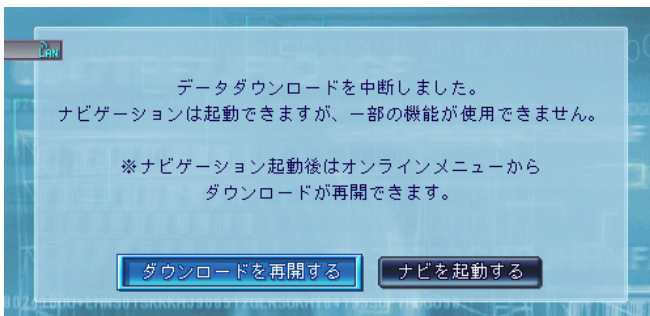 LAN
データダウンロードを中断しました。
ナビゲーションは起動できますが、一部の機能が使用できません。
※ナビゲーション起動後はオンラインメニューから
ダウンロードが再開できます。
ダウンロードを再開する
ナビを起動する